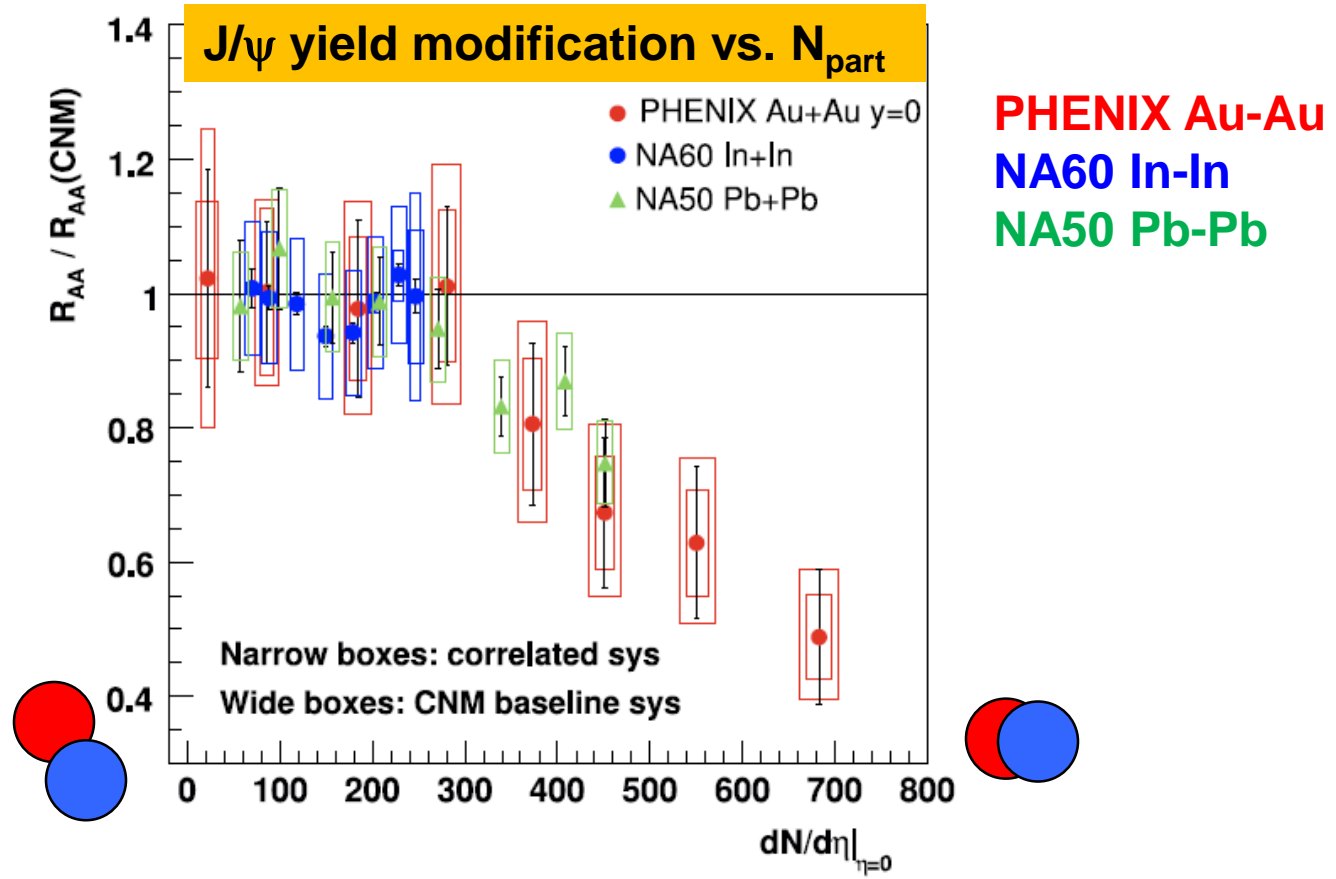 J/ψ yield modification vs. N_part
PHENIX Au+Au y=0
NA60 In+In
NA50 Pb+Pb
PHENIX Au-Au
NA60 In-In
NA50 Pb-Pb
R_AA / R_AA(CNM)
1.4
1.2
1
0.8
0.6
0.4
Narrow boxes: correlated sys
Wide boxes: CNM baseline sys
0 100 200 300 400 500 600 700 800
dN/dη|_η=0